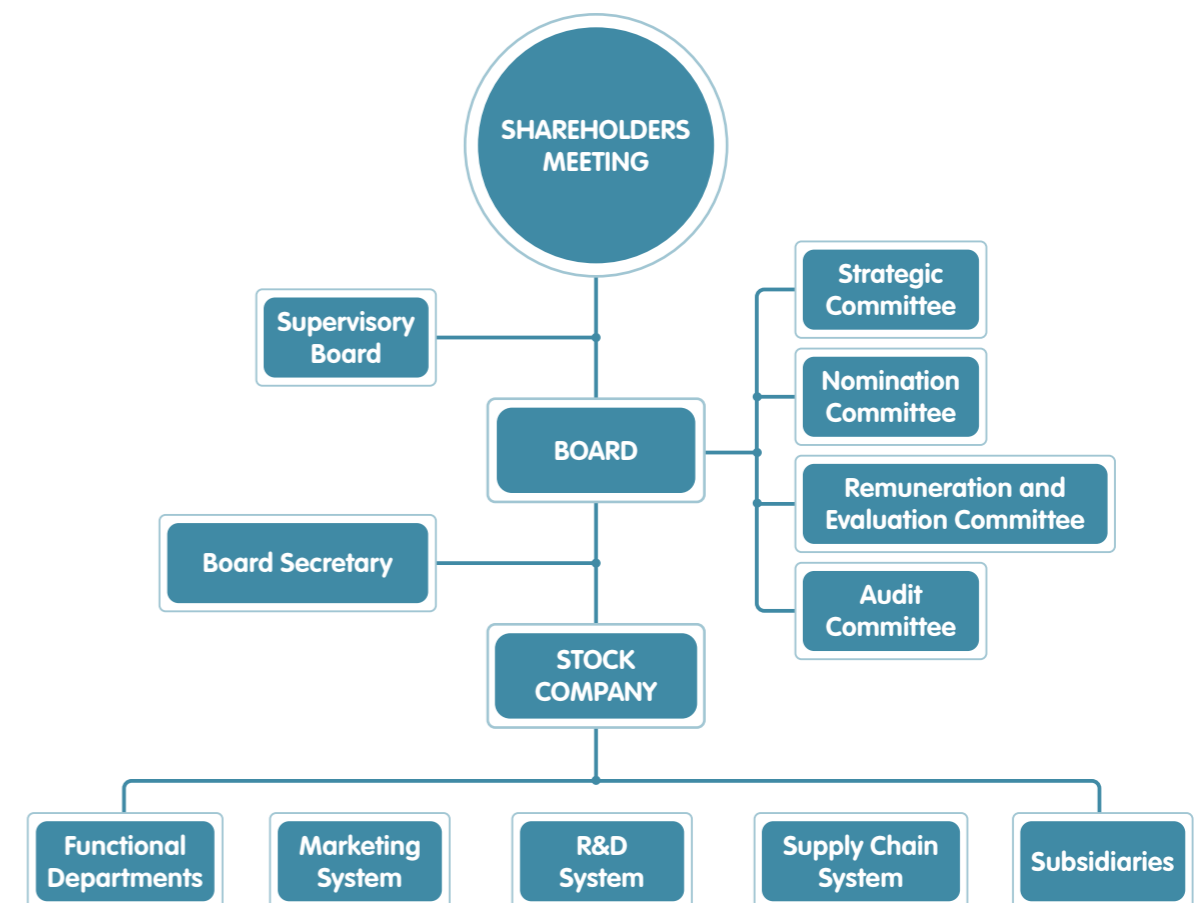 SHAREHOLDERS
MEETING
Supervisory
Board
Strategic
Committee
Nomination
Committee
BOARD
Remuneration and
Evaluation Committee
Board Secretary
Audit
Committee
STOCK
COMPANY
Functional
Departments
Marketing
System
R&D
System
Supply Chain
System
Subsidiaries